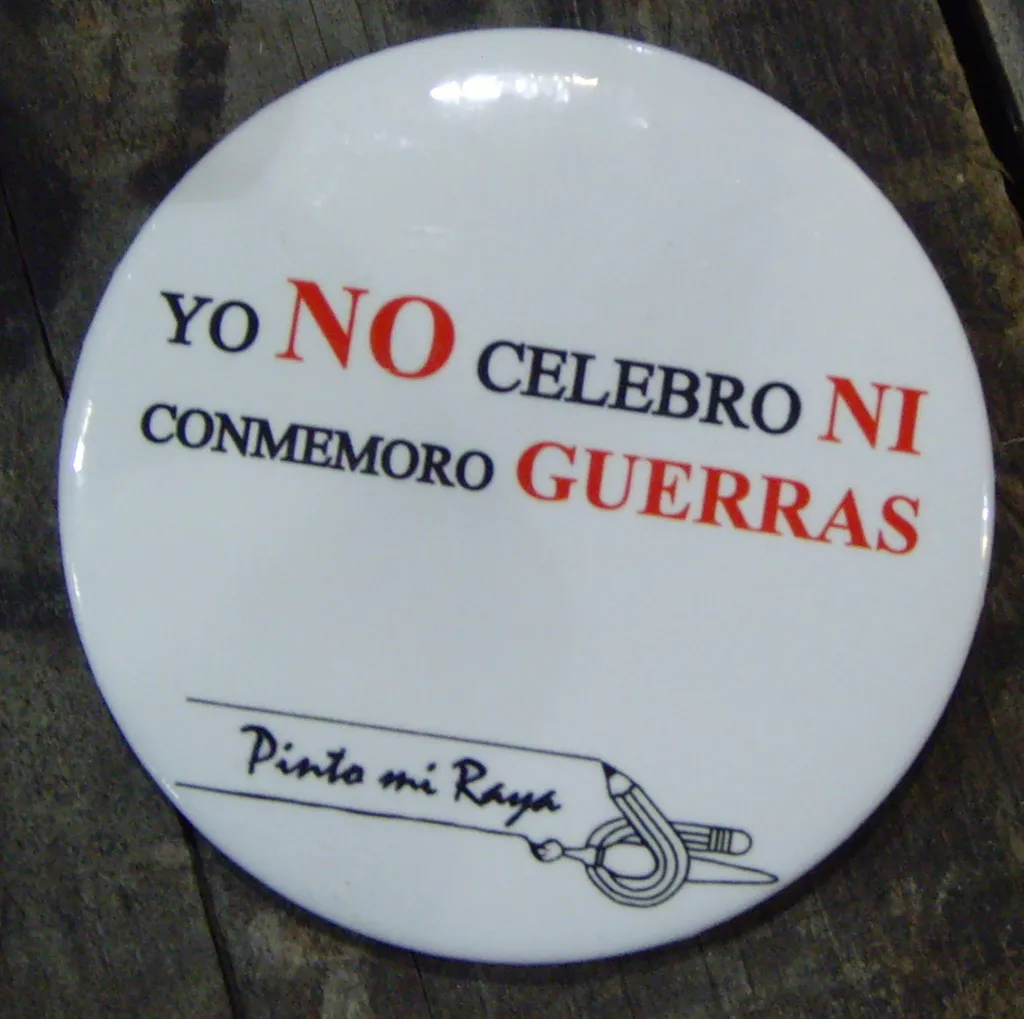 YO NO CELEBRO NI
CONMEMORO GUERRAS
Pinto mi Raya